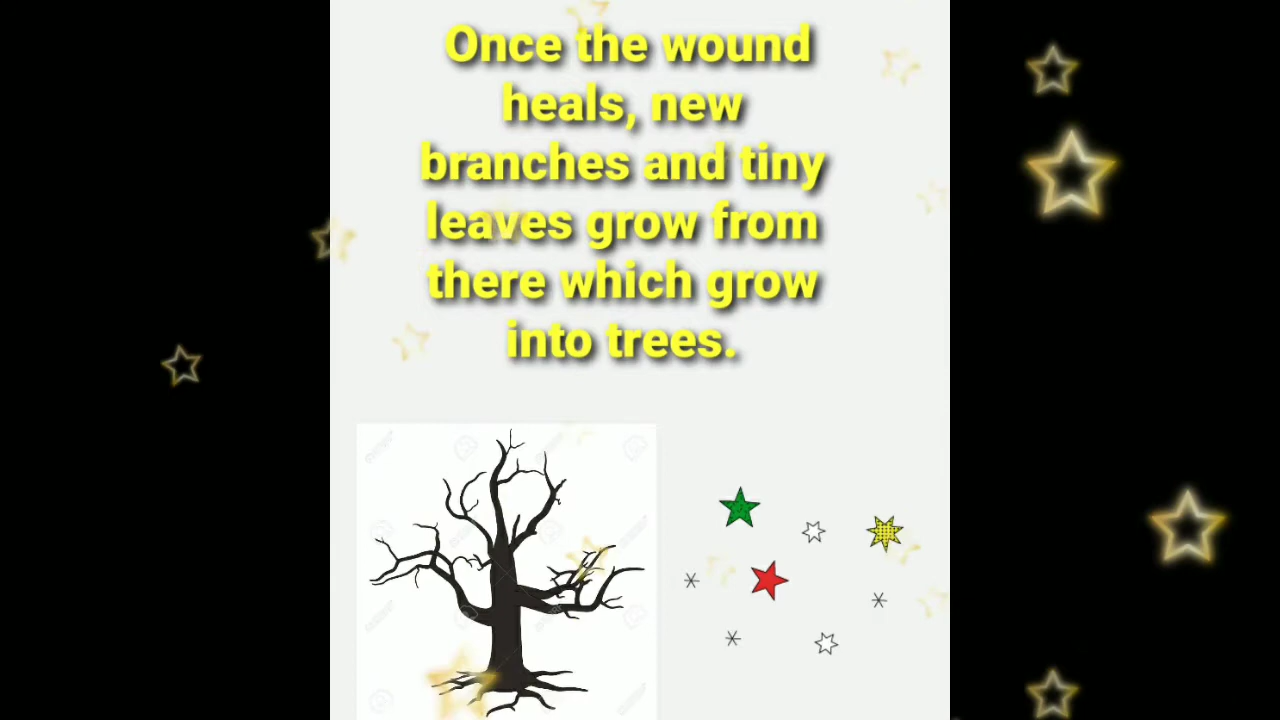 Once the wound
heals, new
branches and tiny
leaves grow from
there which grow
into trees.